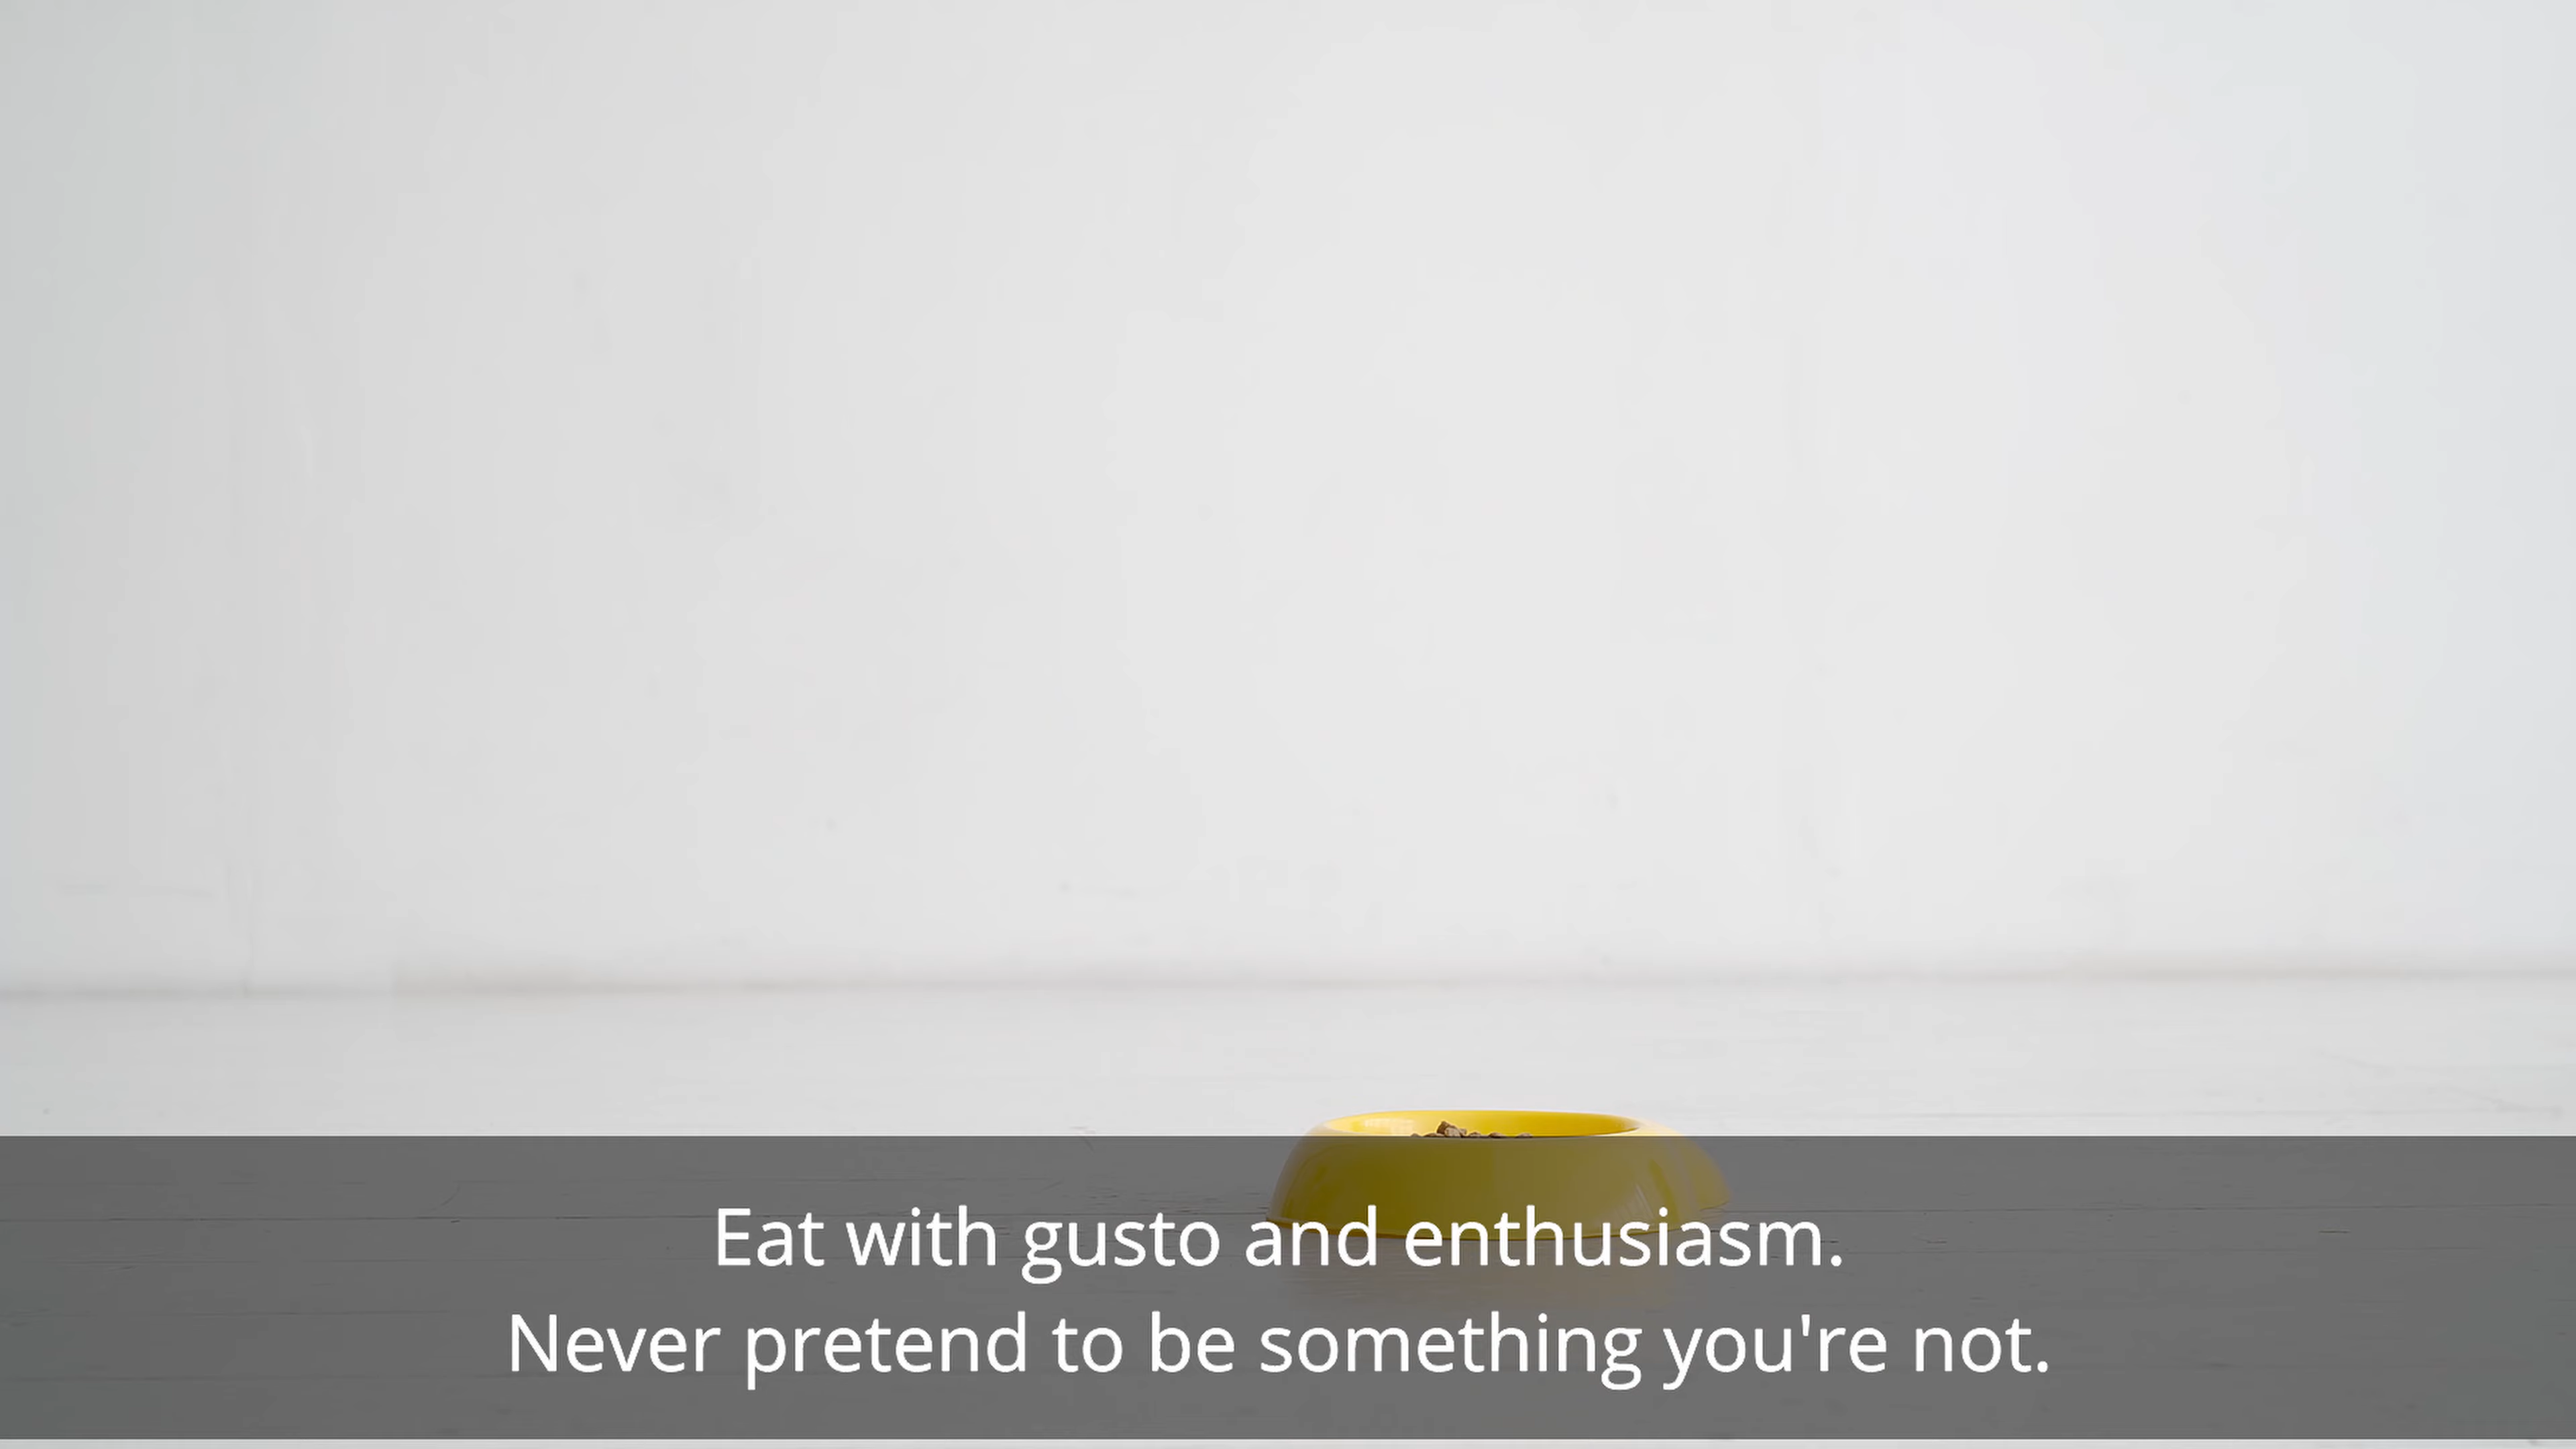 Eat with gusto and enthusiasm.
Never pretend to be something you're not.